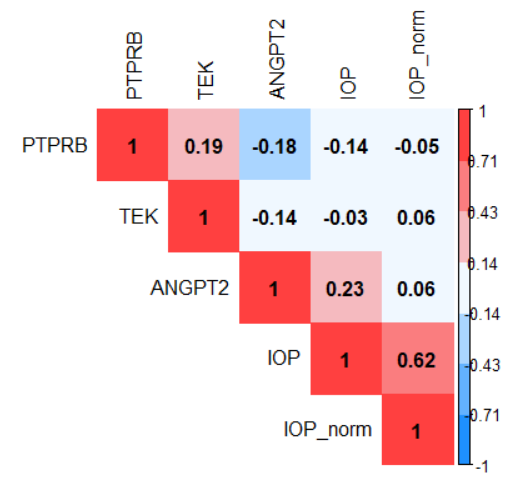 PTPRB TEK ANGPT2 IOP IOP_norm
PTPRB 1 0.19 -0.18 -0.14 -0.05
TEK 1 -0.14 -0.03 0.06
ANGPT2 1 0.23 0.06
IOP 1 0.62
IOP_norm 1
1
0.71
0.43
0.14
-0.14
-0.43
-0.71
-1